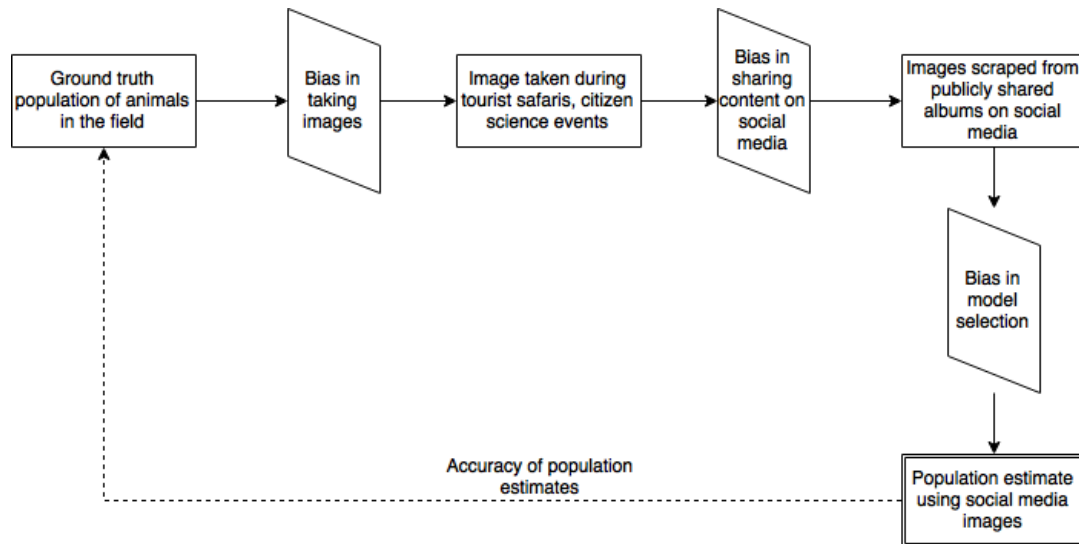 Ground truth
population of animals
in the field
Bias in
taking
images
Image taken during
tourist safaris, citizen
science events
Bias in
sharing
content on
social
media
Images scraped from
publicly shared
albums on social
media
Bias in
model
selection
Accuracy of population
estimates
Population estimate
using social media
images